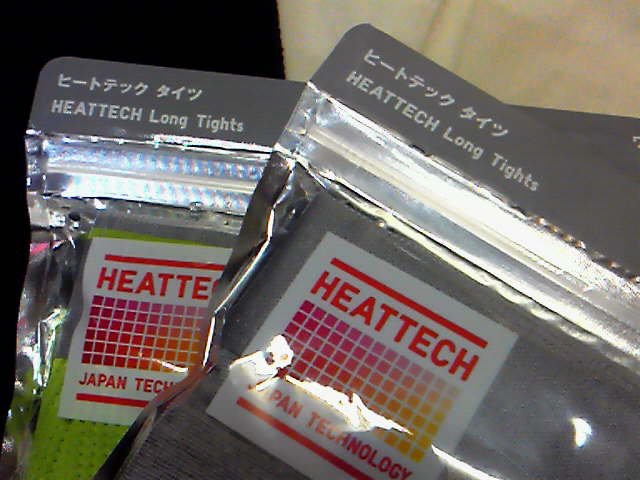 ヒートテック タイツ
HEATTECH Long Tights
HEATTE
JAPAN TECH
ヒートテック タイツ
HEATTECH Long Tights
HEATTECH
JAPAN TECHNOLOGY